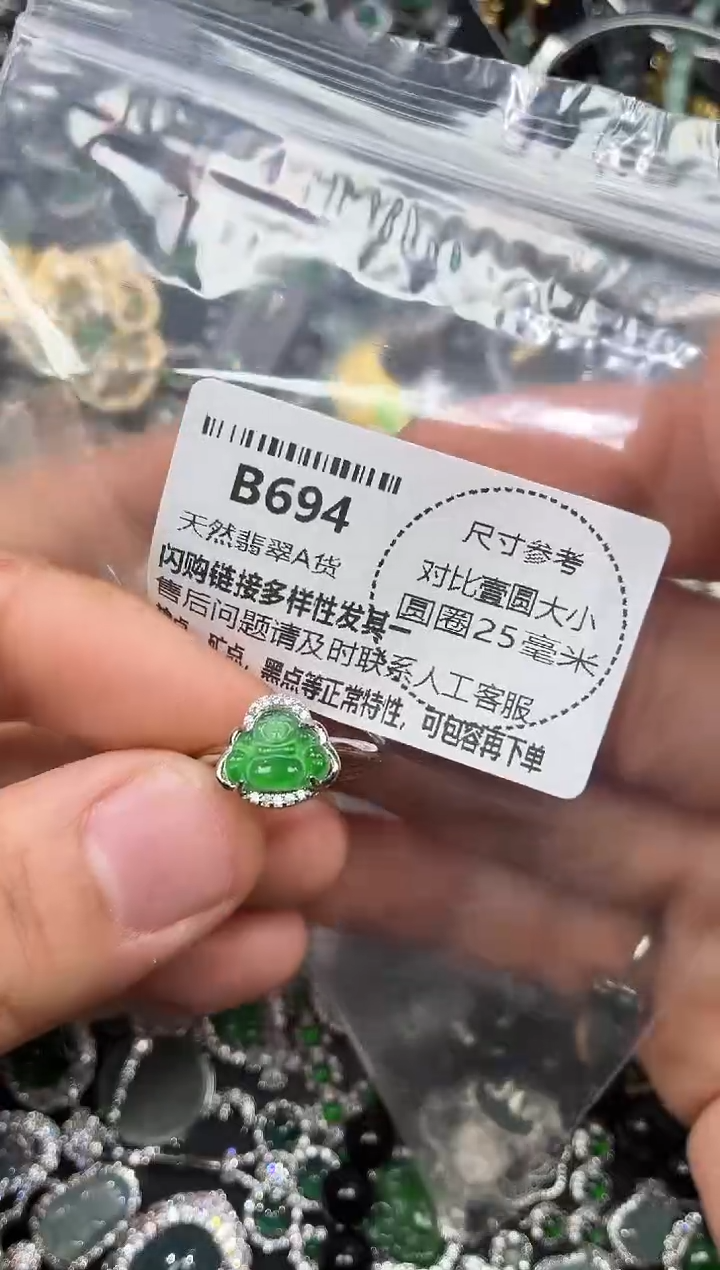 B694
天然翡翠A货
闪购链接多样性发其一
售后问题请及时联系人工客服
矿点，黑点等正常特性，可包容再下单
尺寸参考
对比壹圆大小
圆圈25毫米